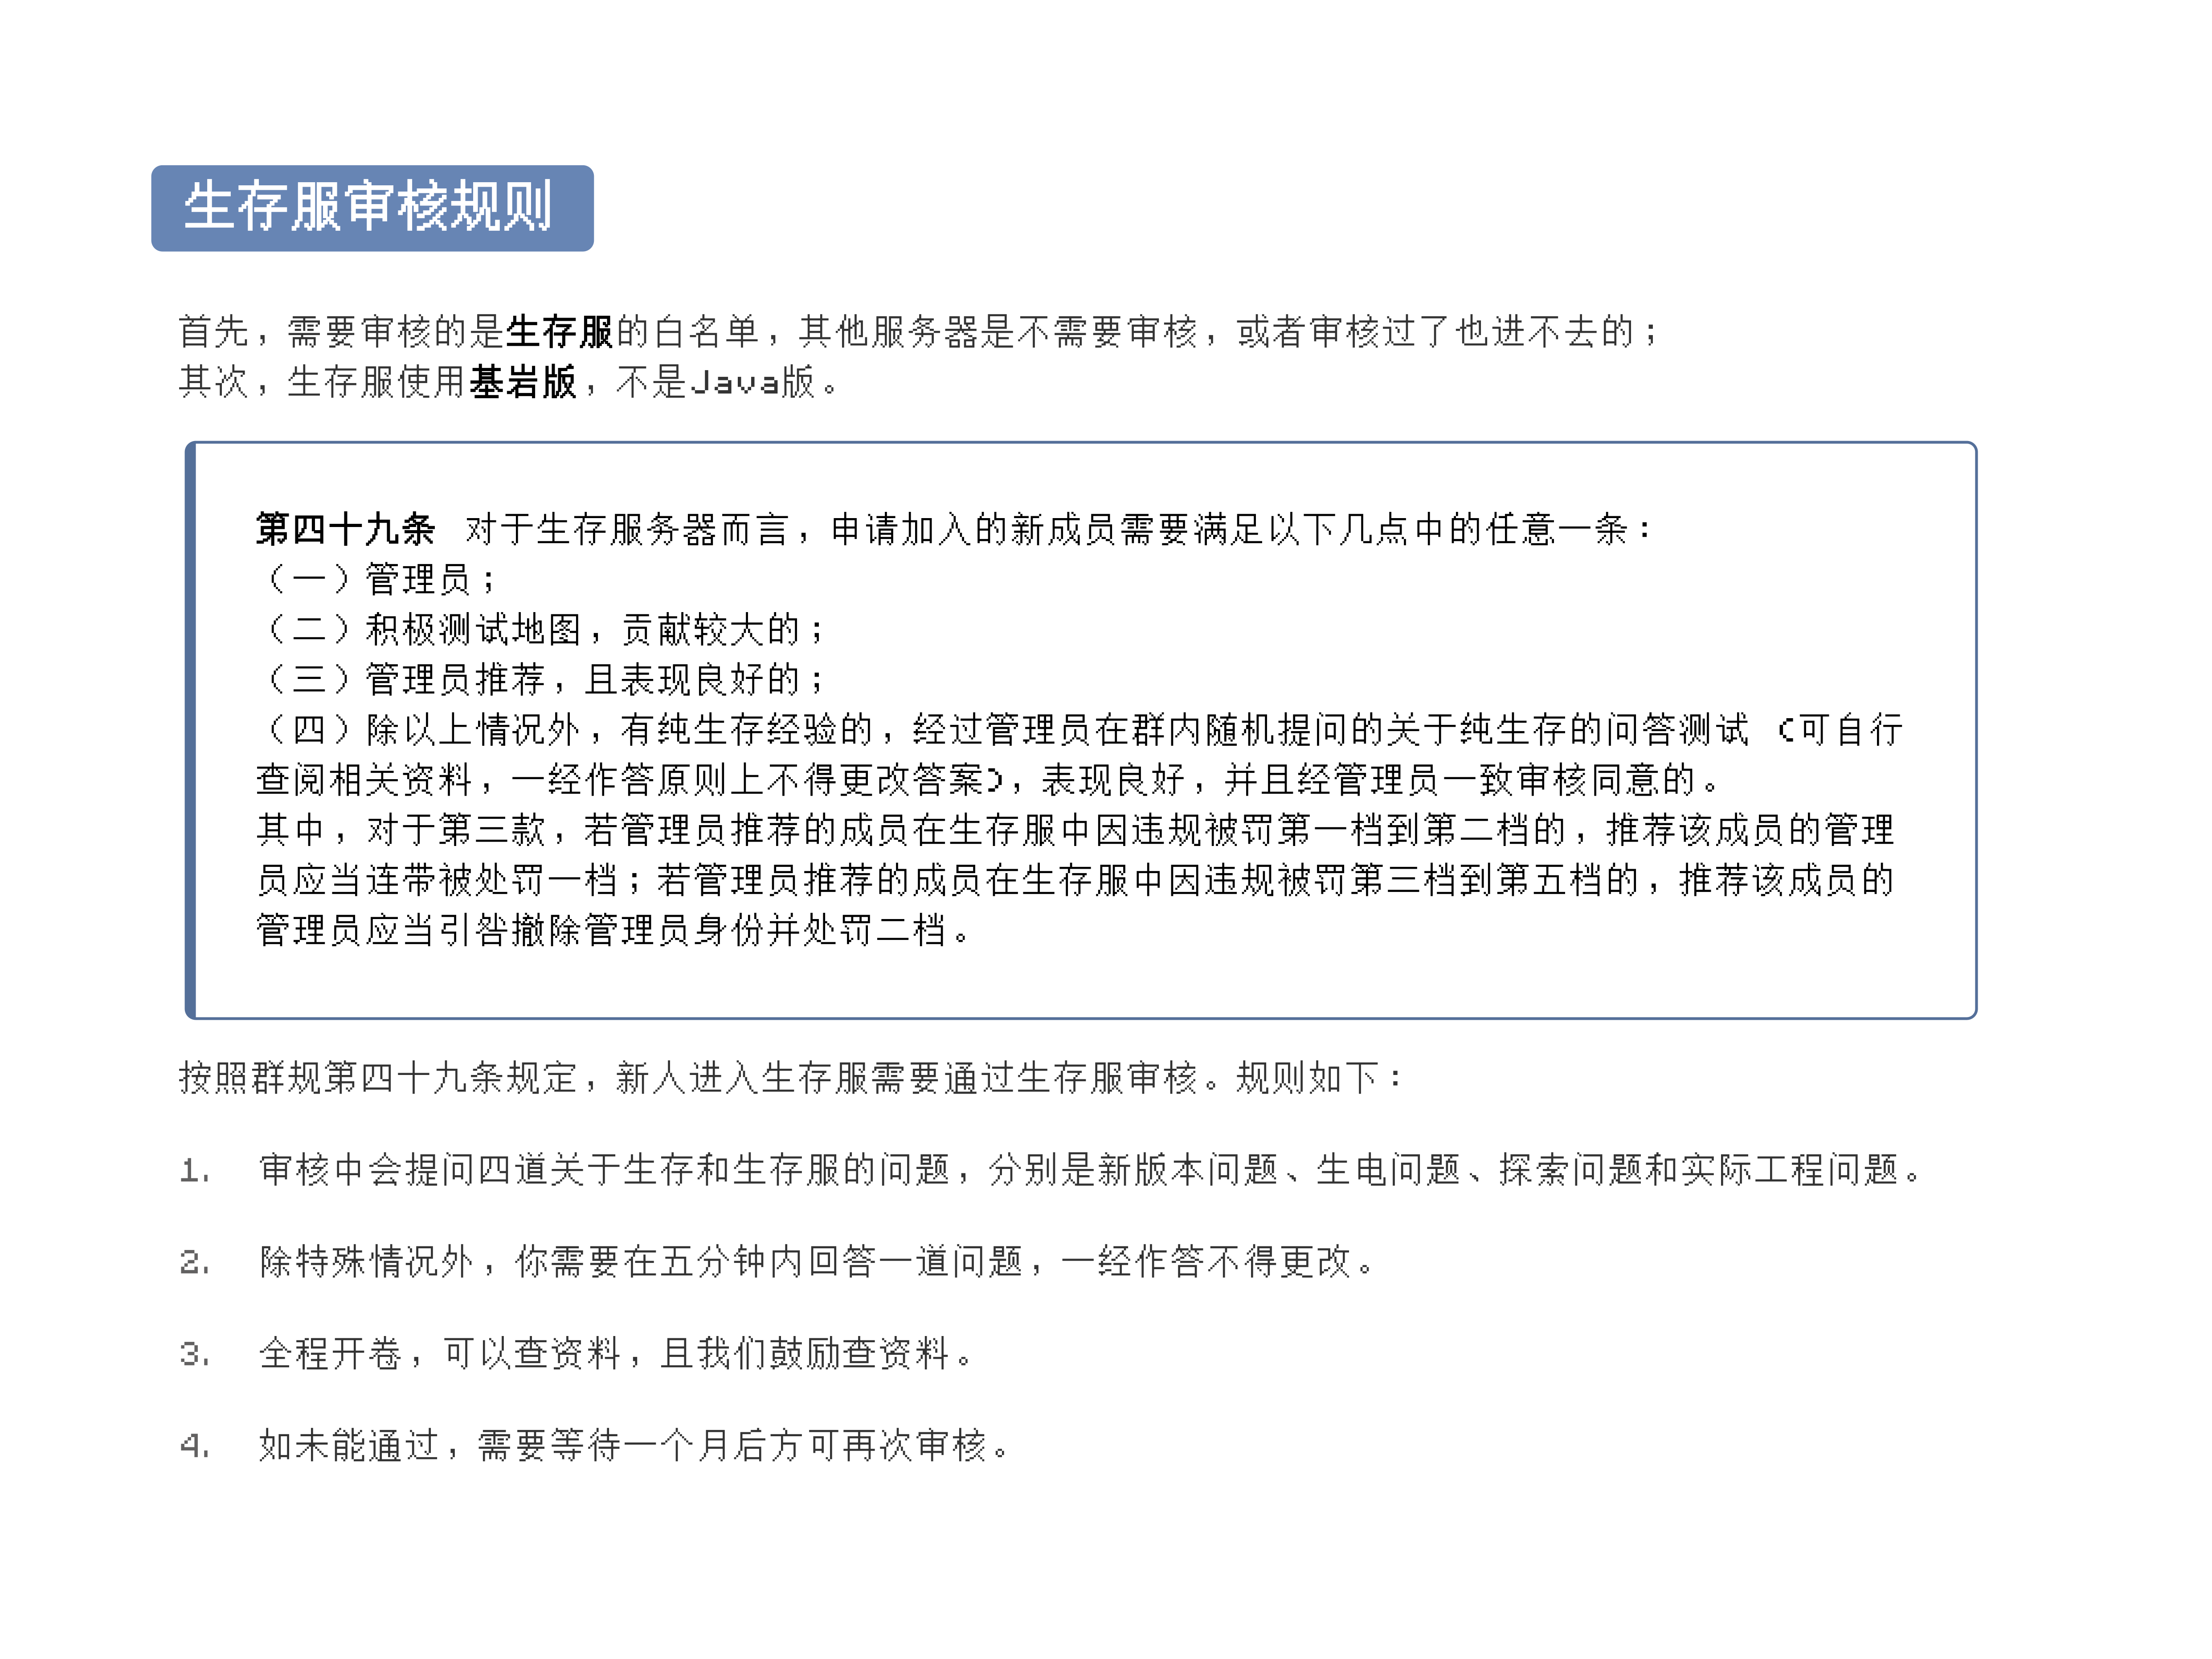 生存服审核规则
首先，需要审核的是生存服的白名单，其他服务器是不需要审核，或者审核过了也进不去的；
其次，生存服使用基岩版，不是Java版。
第四十九条 对于生存服务器而言，申请加入的新成员需要满足以下几点中的任意一条：
（一）管理员；
（二）积极测试地图，贡献较大的；
（三）管理员推荐，且表现良好的；
（四）除以上情况外，有纯生存经验的，经过管理员在群内随机提问的关于纯生存的问答测试 (可自行
查阅相关资料，一经作答原则上不得更改答案)，表现良好，并且经管理员一致审核同意的。
其中，对于第三款，若管理员推荐的成员在生存服中因违规被罚第一档到第二档的，推荐该成员的管理
员应当连带被处罚一档；若管理员推荐的成员在生存服中因违规被罚第三档到第五档的，推荐该成员的
管理员应当引咎撤除管理员身份并处罚二档。
按照群规第四十九条规定，新人进入生存服需要通过生存服审核。规则如下：
1. 审核中会提问四道关于生存和生存服的问题，分别是新版本问题、生电问题、探索问题和实际工程问题。
2. 除特殊情况外，你需要在五分钟内回答一道问题，一经作答不得更改。
3. 全程开卷，可以查资料，且我们鼓励查资料。
4. 如未能通过，需要等待一个月后方可再次审核。